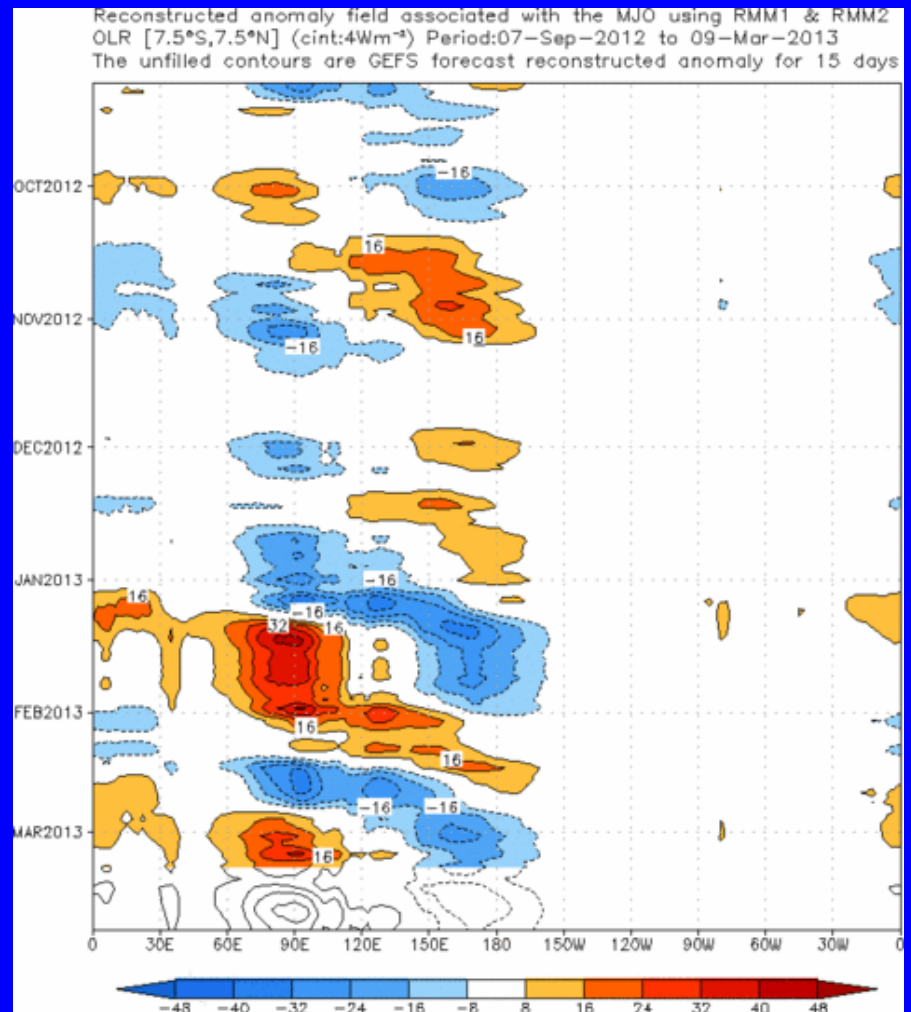 Reconstructed anomaly field associated with the MJO using RMM1 & RMM2
OLR [7.5°S,7.5°N] (cint:4Wm⁻²) Period:07-Sep-2012 to 09-Mar-2013
The unfilled contours are GEFS forecast reconstructed anomaly for 15 days
-16
OCT2012
16
NOV2012
16
-16
DEC2012
-16
JAN2013
16
-16
32
16
FEB2013
16
16
-16
-16
MAR2013
16
0 30E 60E 90E 120E 150E 180 150W 120W 90W 60W 30W 0
-48 -40 -32 -24 -16 -8 8 16 24 32 40 48